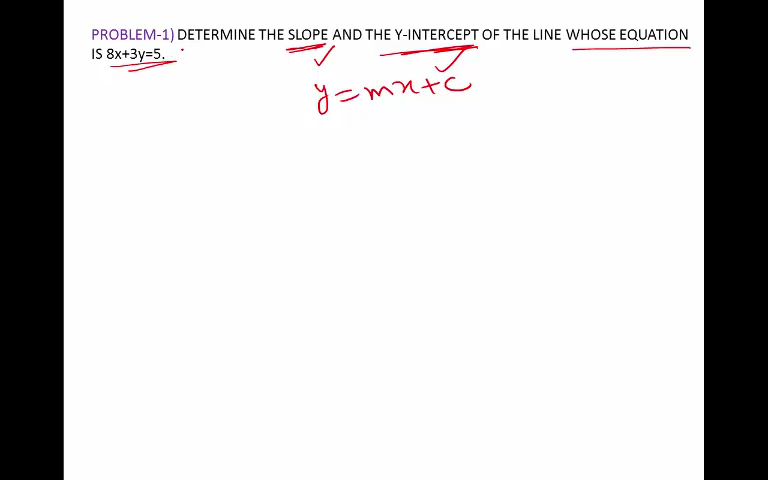 PROBLEM-1) DETERMINE THE SLOPE AND THE Y-INTERCEPT OF THE LINE WHOSE EQUATION
IS 8x+3y=5.
y=mx+c